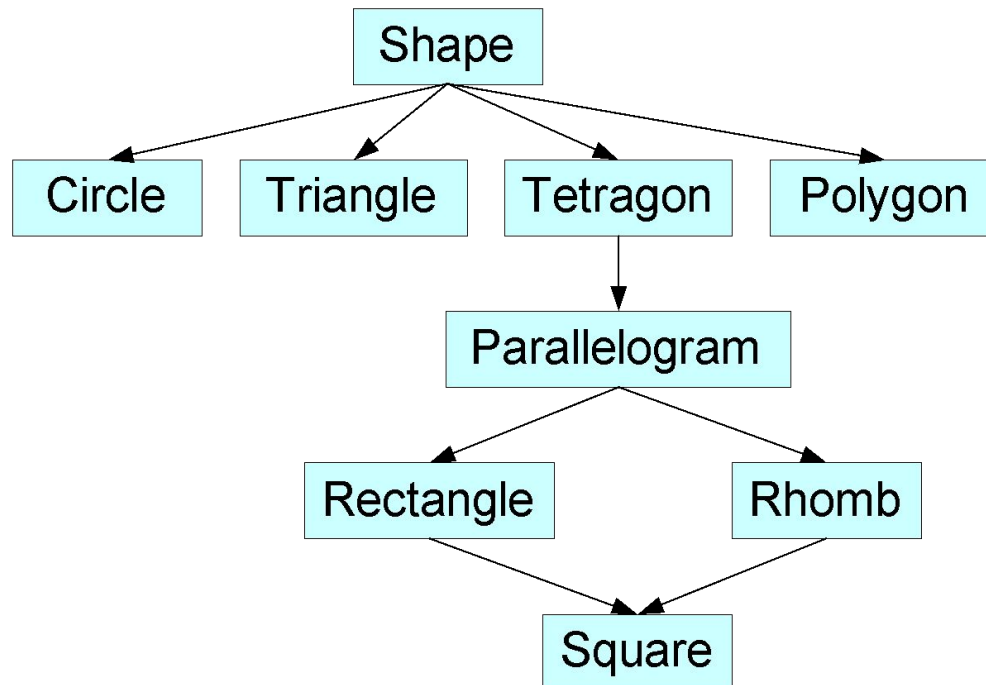 Shape
Circle
Triangle
Tetragon
Polygon
Parallelogram
Rectangle
Rhomb
Square